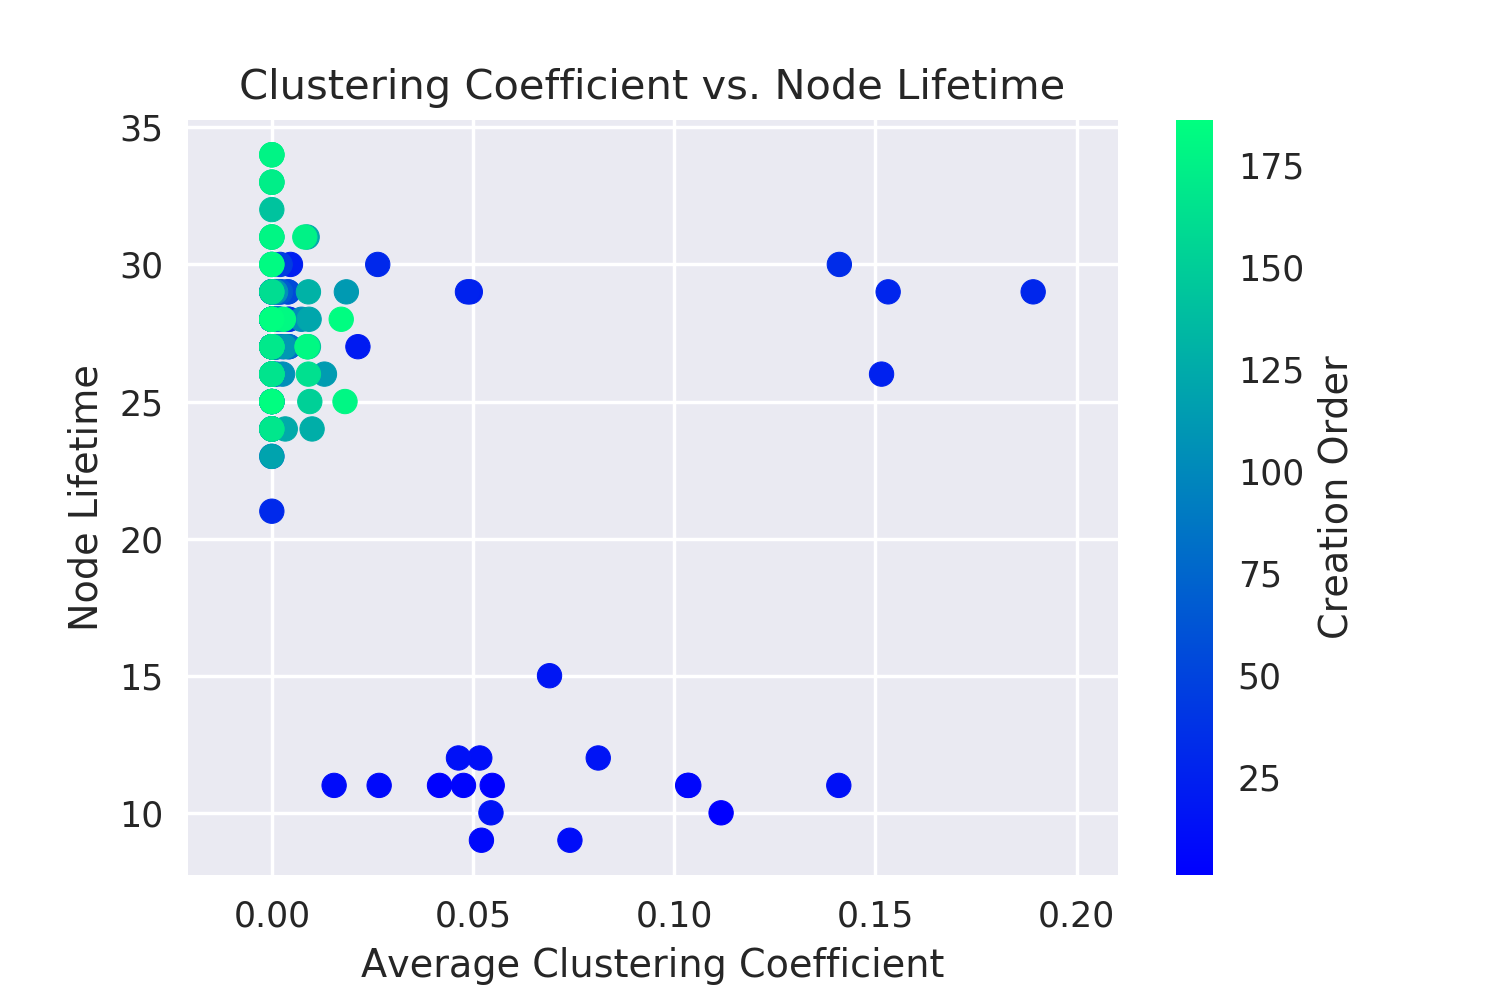 Clustering Coefficient vs. Node Lifetime
35
30
25
20
15
10
Node Lifetime
0.00 0.05 0.10 0.15 0.20
Average Clustering Coefficient
175
150
125
100
75
50
25
Creation Order